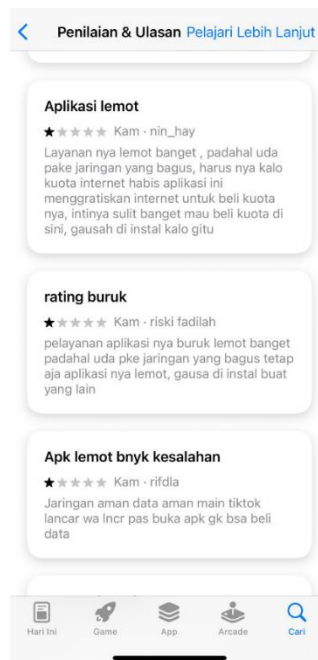 Penilaian & Ulasan Pelajari Lebih Lanjut
Aplikasi lemot
Kam · nin_hay
Layanan nya lemot banget , padahal uda
pake jaringan yang bagus, harus nya kalo
kuota internet habis aplikasi ini
menggratiskan internet untuk beli kuota
nya, intinya sulit banget mau beli kuota di
sini, gausah di instal kalo gitu
rating buruk
Kam · riski fadilah
pelayanan aplikasi nya buruk lemot banget
padahal uda pke jaringan yang bagus tetap
aja aplikasi nya lemot, gausa di instal buat
yang lain
Apk lemot bnyk kesalahan
Kam · rifdla
Jaringan aman data aman main tiktok
lancar wa lncr pas buka apk gk bsa beli
data
Hari Ini Game App Arcade Cari